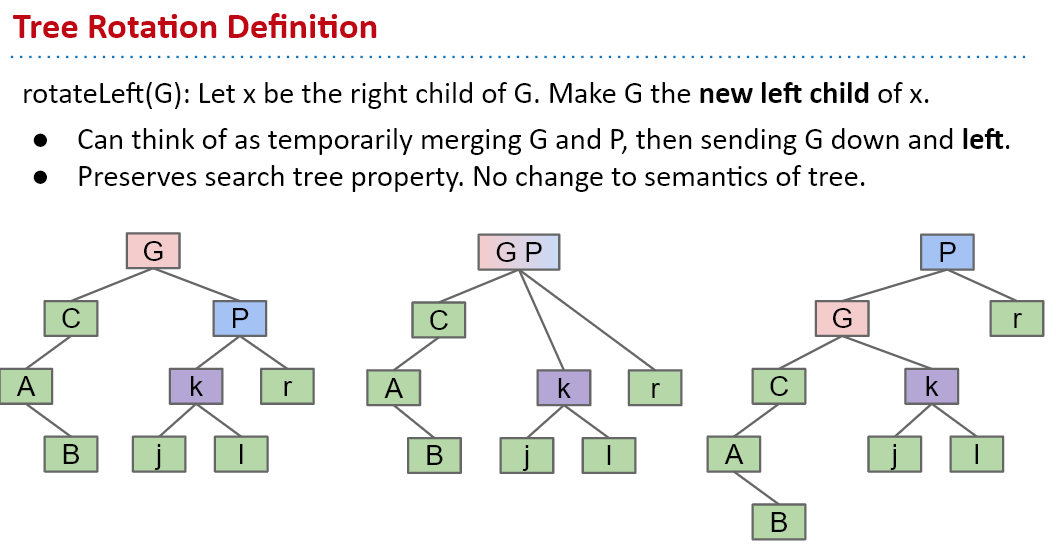 Tree Rotation Definition
rotateLeft(G): Let x be the right child of G. Make G the new left child of x.
● Can think of as temporarily merging G and P, then sending G down and left.
● Preserves search tree property. No change to semantics of tree.
G G P P
C P C G r
A k r A k r C k
B j l B j l A j l
B